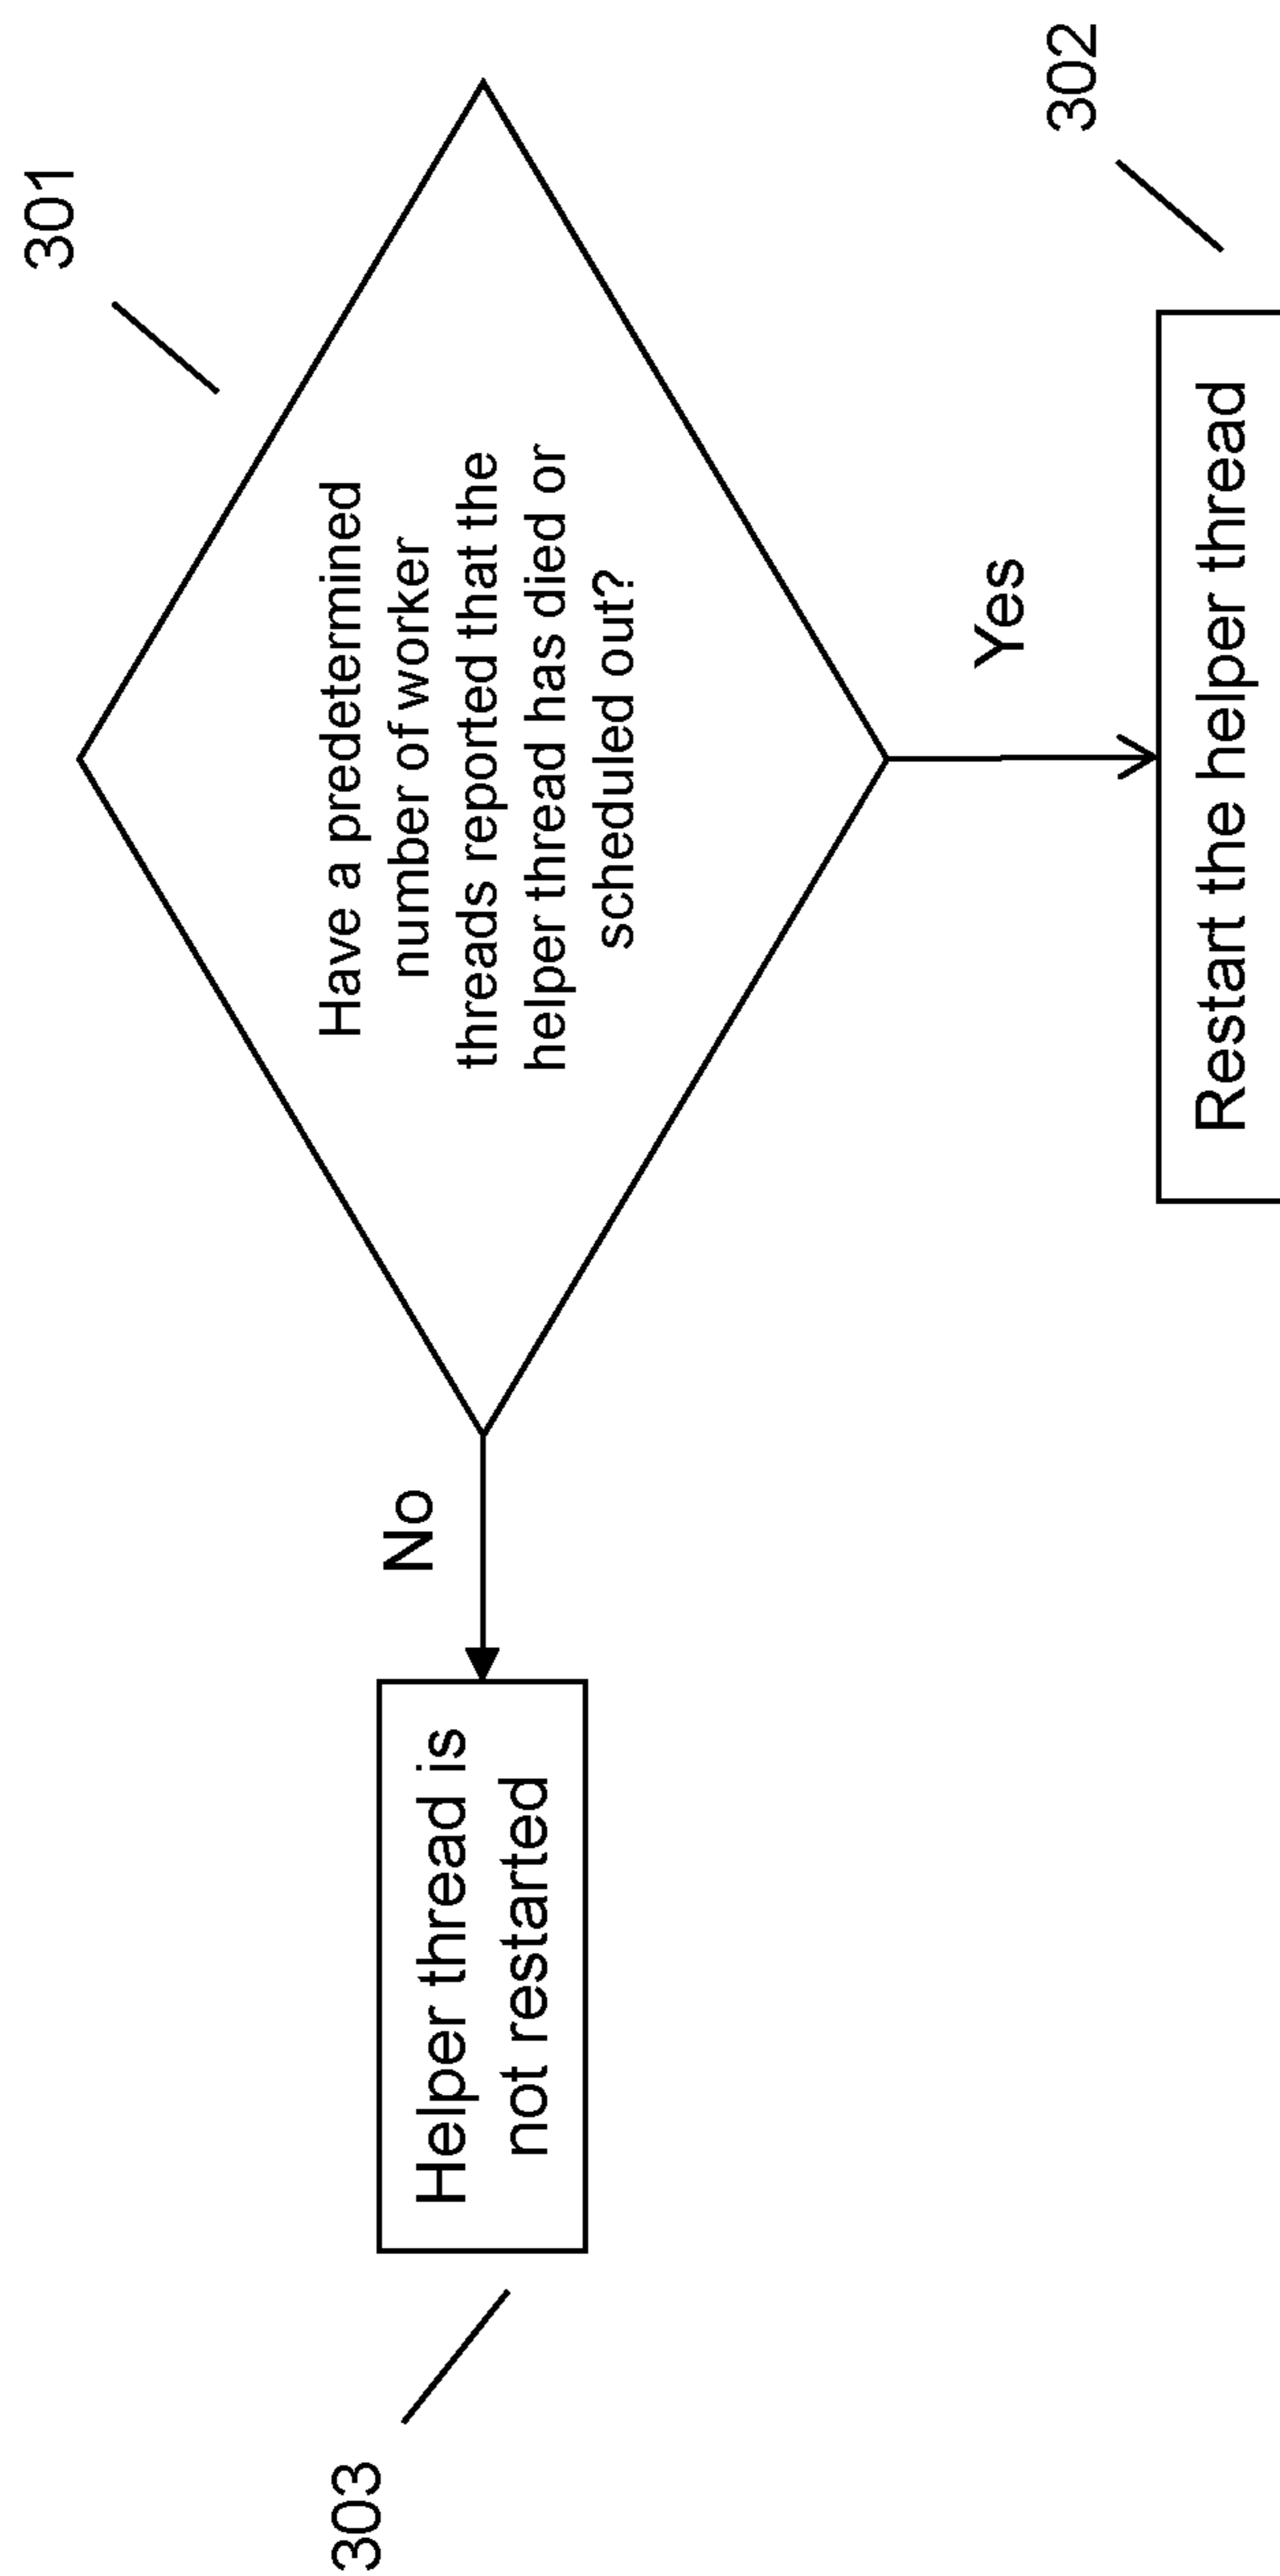 301
Have a predetermined
number of worker
threads reported that the
helper thread has died or
scheduled out?
No
Helper thread is
not restarted
303
Yes
302
Restart the helper thread